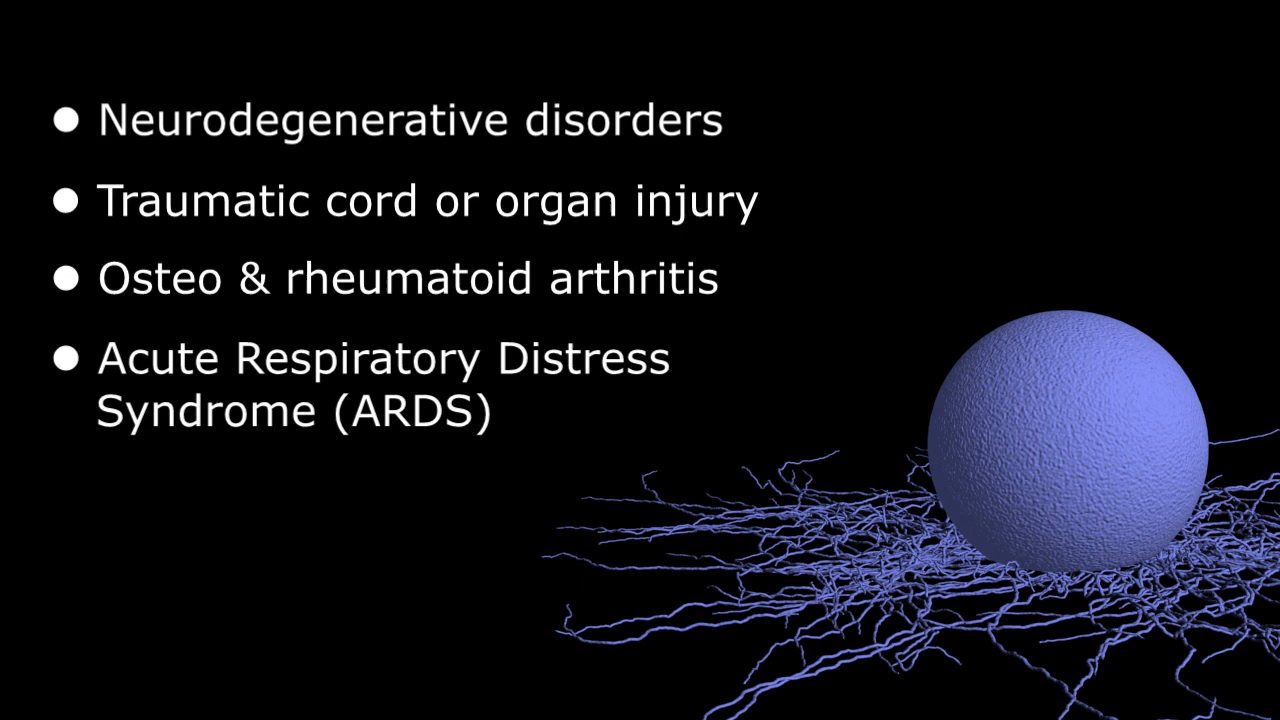 ● Neurodegenerative disorders
● Traumatic cord or organ injury
● Osteo & rheumatoid arthritis
● Acute Respiratory Distress
Syndrome (ARDS)